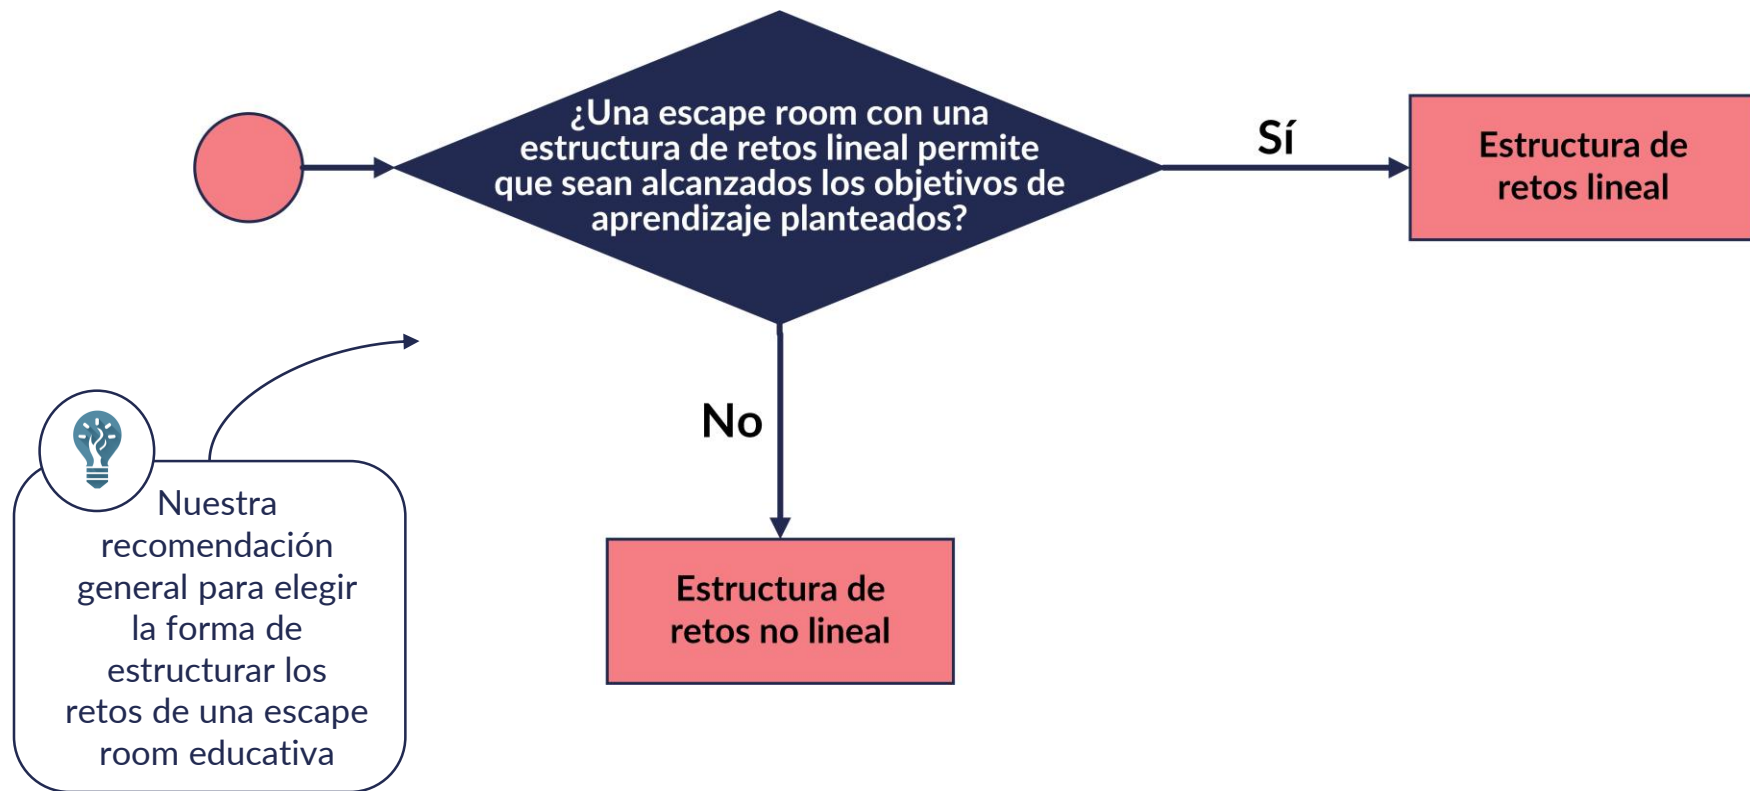 ¿Una escape room con una
estructura de retos lineal permite
que sean alcanzados los objetivos de
aprendizaje planteados?
Sí
Estructura de
retos lineal
No
Estructura de
retos no lineal
Nuestra
recomendación
general para elegir
la forma de
estructurar los
retos de una escape
room educativa